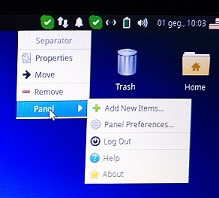 01 geg., 10:03
Separator
Properties
Move
Remove
Panel
Add New Items...
Panel Preferences...
Log Out
Help
About
Trash
Home